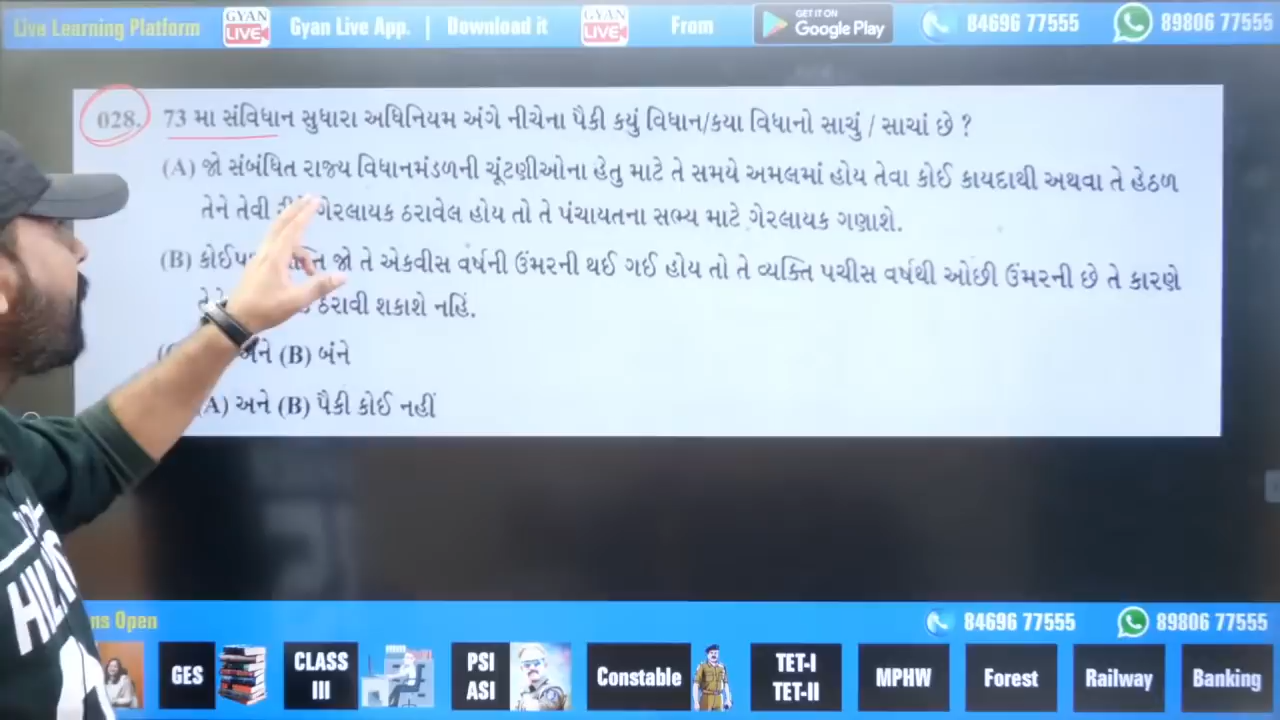 Live Learning Platform
GYAN LIVE
Gyan Live App. | Download it
GYAN LIVE
From
GET IT ON
Google Play
84696 77555
89806 77555
028. 73 મા સંવિધાન સુધારા અધિનિયમ અંગે નીચેના પૈકી કયું વિધાન/કયા વિધાનો સાચું / સાચાં છે ?
(A) જો સંબંધિત રાજ્ય વિધાનમંડળની ચૂંટણીઓના હેતુ માટે તે સમયે અમલમાં હોય તેવા કોઈ કાયદાથી અથવા તે હેઠળ
તેને તેવી ગેરલાયક ઠરાવેલ હોય તો તે પંચાયતના સભ્ય માટે ગેરલાયક ગણાશે.
(B) જો તે એકવીસ વર્ષની ઉંમરની થઈ ગઈ હોય તો તે વ્યક્તિ પચીસ વર્ષથી ઓછી ઉંમરની છે તે કારણે
ઠરાવી શકાશે નહિં.
અને (B) બંને
(A) અને (B) પૈકી કોઈ નહીં
Open
84696 77555
89806 77555
GES
CLASS
III
PSI
ASI
Constable
TET-I
TET-II
MPHW
Forest
Railway
Banking